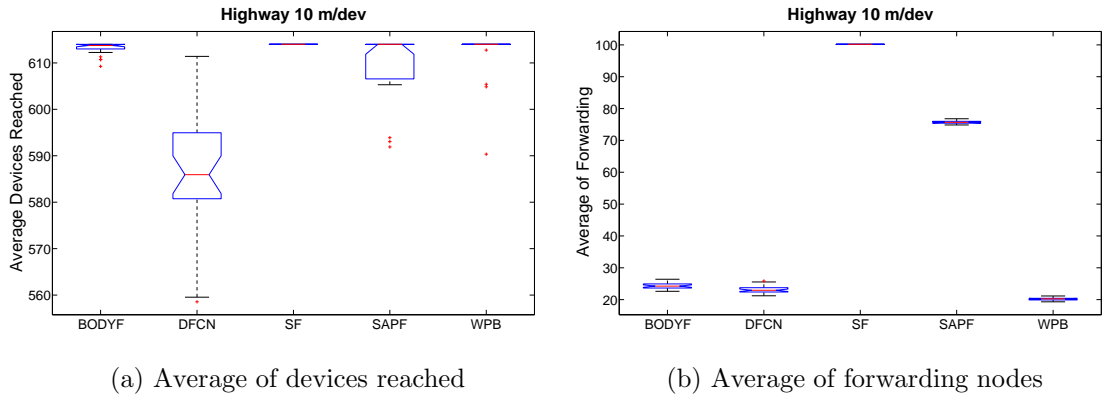 Highway 10 m/dev
Average Devices Reached
610
600
590
580
570
560
BODYF DFCN SF SAPF WPB
(a) Average of devices reached
Highway 10 m/dev
Average of Forwarding
100
90
80
70
60
50
40
30
20
BODYF DFCN SF SAPF WPB
(b) Average of forwarding nodes